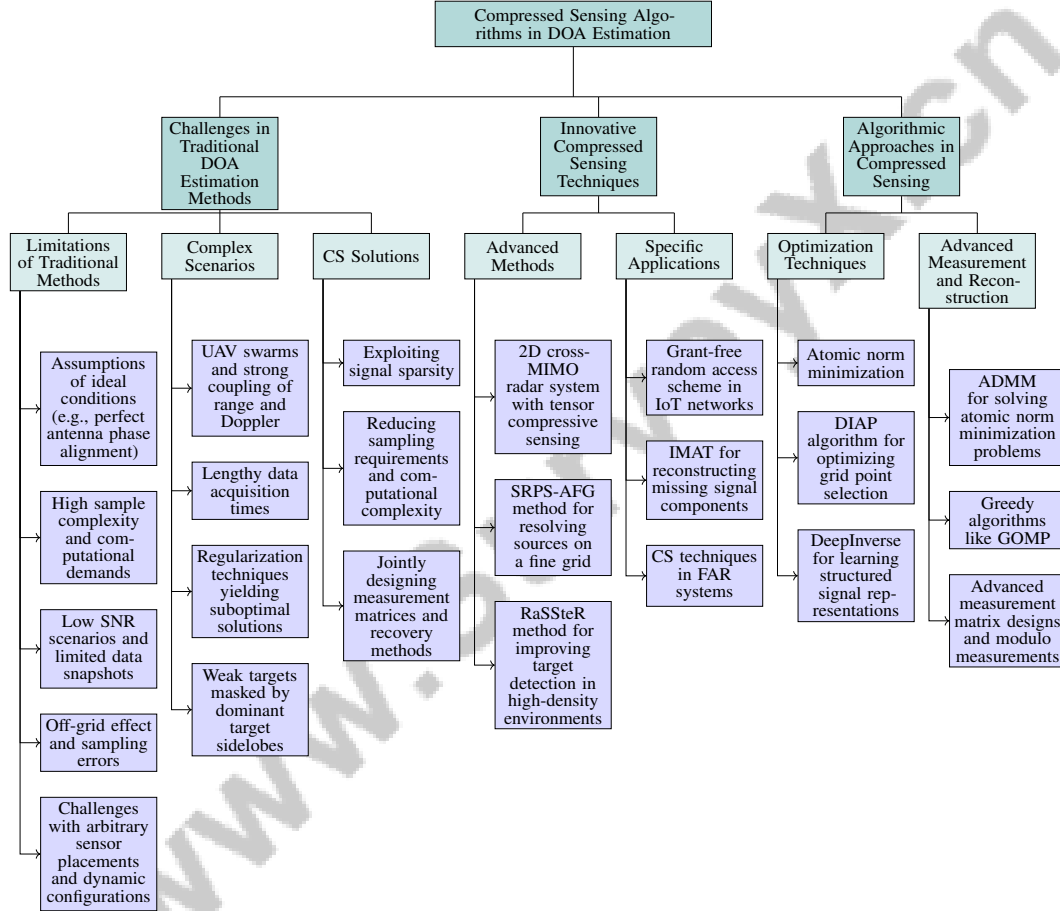 Compressed Sensing Algo-
rithms in DOA Estimation
Challenges in
Traditional
DOA
Estimation
Methods
Innovative
Compressed
Sensing
Techniques
Algorithmic
Approaches in
Compressed
Sensing
Limitations
of Traditional
Methods
Complex
Scenarios
CS Solutions
Advanced
Methods
Specific
Applications
Optimization
Techniques
Advanced
Measurement
and Recon-
struction
Assumptions
of ideal
conditions
(e.g., perfect
antenna phase
alignment)
High sample
complexity
and com-
putational
demands
Low SNR
scenarios and
limited data
snapshots
Off-grid effect
and sampling
errors
Challenges
with arbitrary
sensor
placements
and dynamic
configurations
UAV swarms
and strong
coupling of
range and
Doppler
Lengthy data
acquisition
times
Regularization
techniques
yielding
suboptimal
solutions
Weak targets
masked by
dominant
target
sidelobes
Exploiting
signal sparsity
Reducing
sampling
requirements
and com-
putational
complexity
Jointly
designing
measurement
matrices and
recovery
methods
2D cross-
MIMO
radar system
with tensor
compressive
sensing
SRPS-AFG
method for
resolving
sources on
a fine grid
RaSSteR
method for
improving
target
detection in
high-density
environments
Grant-free
random access
scheme in
IoT networks
IMAT for
reconstructing
missing signal
components
CS techniques
in FAR
systems
Atomic norm
minimization
DIAP
algorithm for
optimizing
grid point
selection
DeepInverse
for learning
structured
signal rep-
resentations
ADMM
for solving
atomic norm
minimization
problems
Greedy
algorithms
like GOMP
Advanced
measurement
matrix designs
and modulo
measurements
www.SurveyX.cn